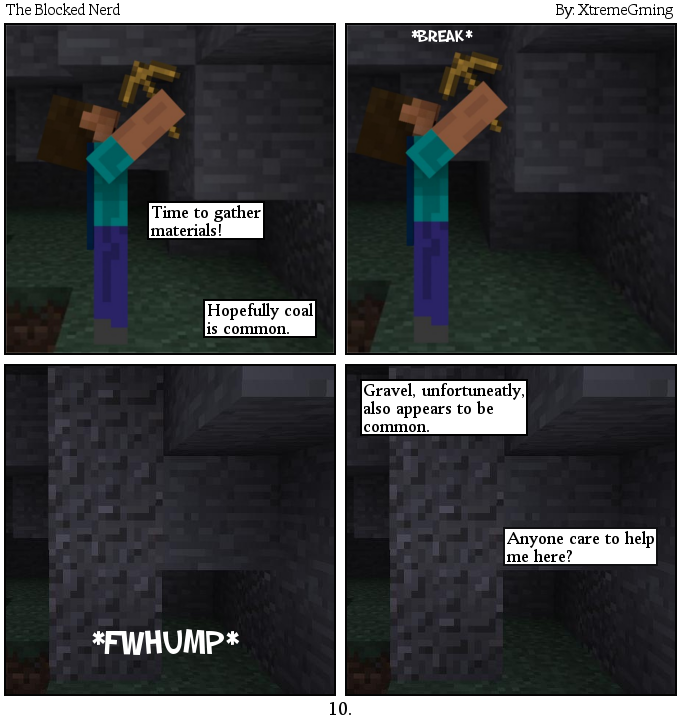 The Blocked Nerd
By: XtremeGming
*BREAK*
Time to gather
materials!
Hopefully coal
is common.
*FWHUMP*
Gravel, unfortuneatly,
also appears to be
common.
Anyone care to help
me here?
10.